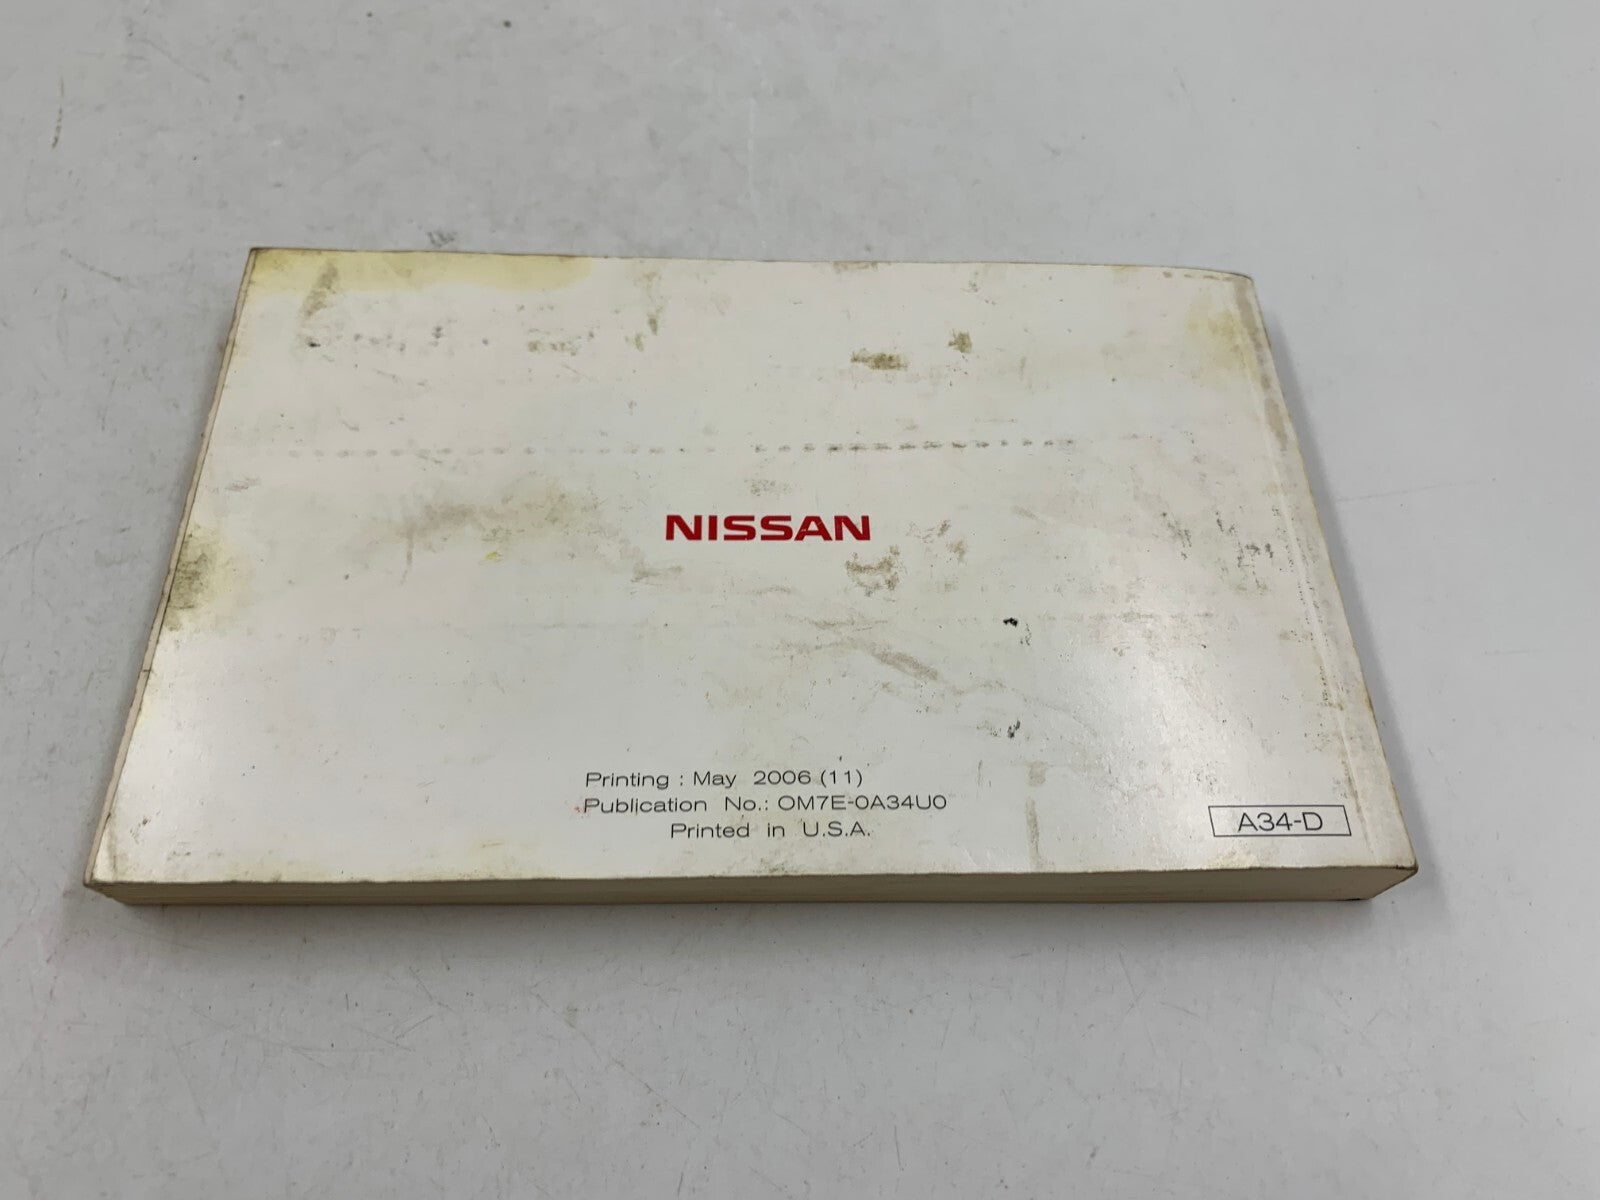 NISSAN
Printing : May 2006 (11)
Publication No.: OM7E-0A34U0
Printed in U.S.A.
A34-D